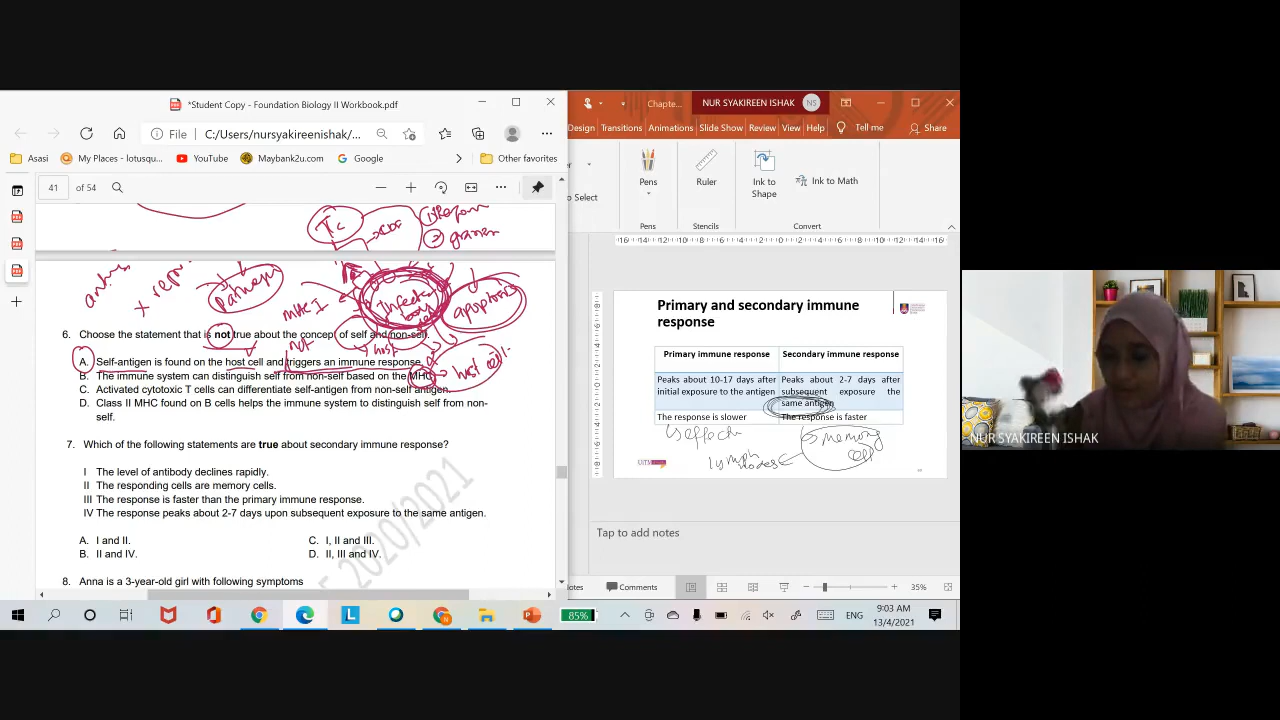 *Student Copy - Foundation Biology II Workbook.pdf
File C:/Users/nursyakireenishak/...
Asasi My Places - lotusqu... YouTube Maybank2u.com Google Other favorites
41 of 54
Tc
MHC I
apoptosis
6. Choose the statement that is not true about the concept of self and non-self.
not
host
host cell
A. Self-antigen is found on the host cell and triggers an immune response.
B. The immune system can distinguish self from non-self based on the MHC.
C. Activated cytotoxic T cells can differentiate self-antigen from non-self antigen.
D. Class II MHC found on B cells helps the immune system to distinguish self from non-
self.
7. Which of the following statements are true about secondary immune response?
I The level of antibody declines rapidly.
II The responding cells are memory cells.
III The response is faster than the primary immune response.
IV The response peaks about 2-7 days upon subsequent exposure to the same antigen.
A. I and II.
C. I, II and III.
B. II and IV.
D. II, III and IV.
2020/2021
8. Anna is a 3-year-old girl with following symptoms
Chapte... NUR SYAKIREEN ISHAK NS
Design Transitions Animations Slide Show Review View Help Tell me Share
Select
Pens
Ruler
Ink to
Shape
Ink to Math
Pens
Stencils
Convert
Primary and secondary immune
response
Primary immune response
Secondary immune response
Peaks about 10-17 days after
initial exposure to the antigen
Peaks about 2-7 days after
subsequent exposure the
same antigen
The response is slower
The response is faster
memory
cell
lymph
nodes
Tap to add notes
Comments 35%
85%
ENG
9:03 AM
13/4/2021
NUR SYAKIREEN ISHAK